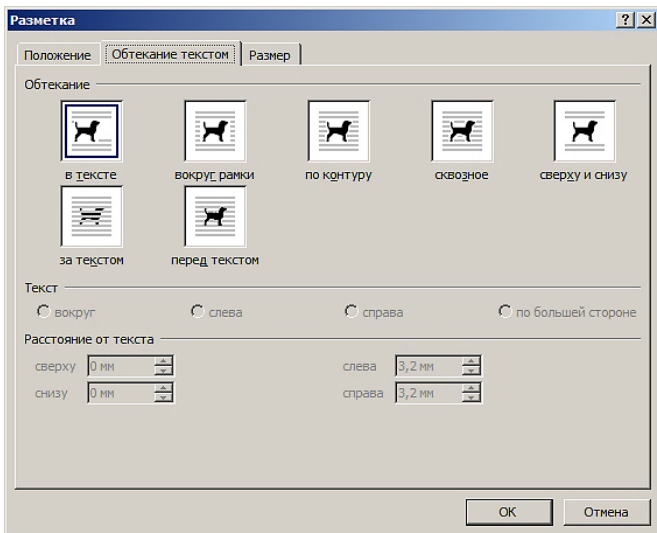 Разметка
Положение Обтекание текстом Размер
Обтекание
в тексте вокруг рамки по контуру сквозное сверху и снизу
за текстом перед текстом
Текст
вокруг слева справа по большей стороне
Расстояние от текста
сверху 0 мм слева 3,2 мм
снизу 0 мм справа 3,2 мм
ОК Отмена